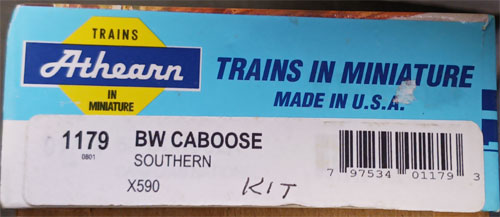 TRAINS
Athearn
IN
MINIATURE
TRAINS IN MINIATURE
MADE IN U.S.A.
1179 BW CABOOSE
0801
SOUTHERN
X590
KIT
7 97534 01179 3